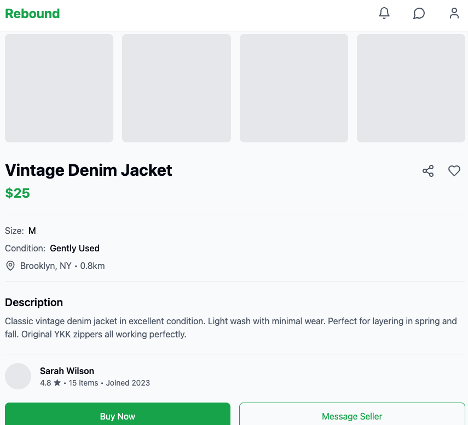 Rebound
Vintage Denim Jacket
$25
Size: M
Condition: Gently Used
Brooklyn, NY • 0.8km
Description
Classic vintage denim jacket in excellent condition. Light wash with minimal wear. Perfect for layering in spring and
fall. Original YKK zippers all working perfectly.
Sarah Wilson
4.8 ★ • 15 items • Joined 2023
Buy Now
Message Seller